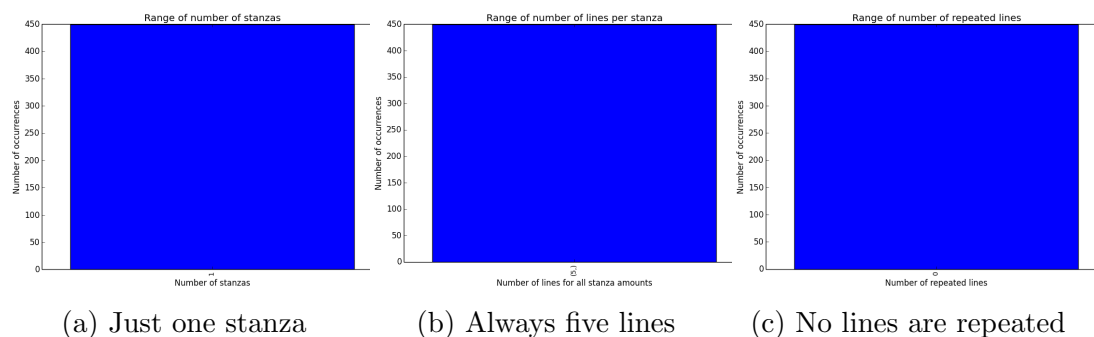 Range of number of stanzas
450
400
350
300
250
200
150
100
50
0
Number of occurrences
1
Number of stanzas
(a) Just one stanza
Range of number of lines per stanza
450
400
350
300
250
200
150
100
50
0
Number of occurrences
(5,)
Number of lines for all stanza amounts
(b) Always five lines
Range of number of repeated lines
450
400
350
300
250
200
150
100
50
0
Number of occurrences
0
Number of repeated lines
(c) No lines are repeated